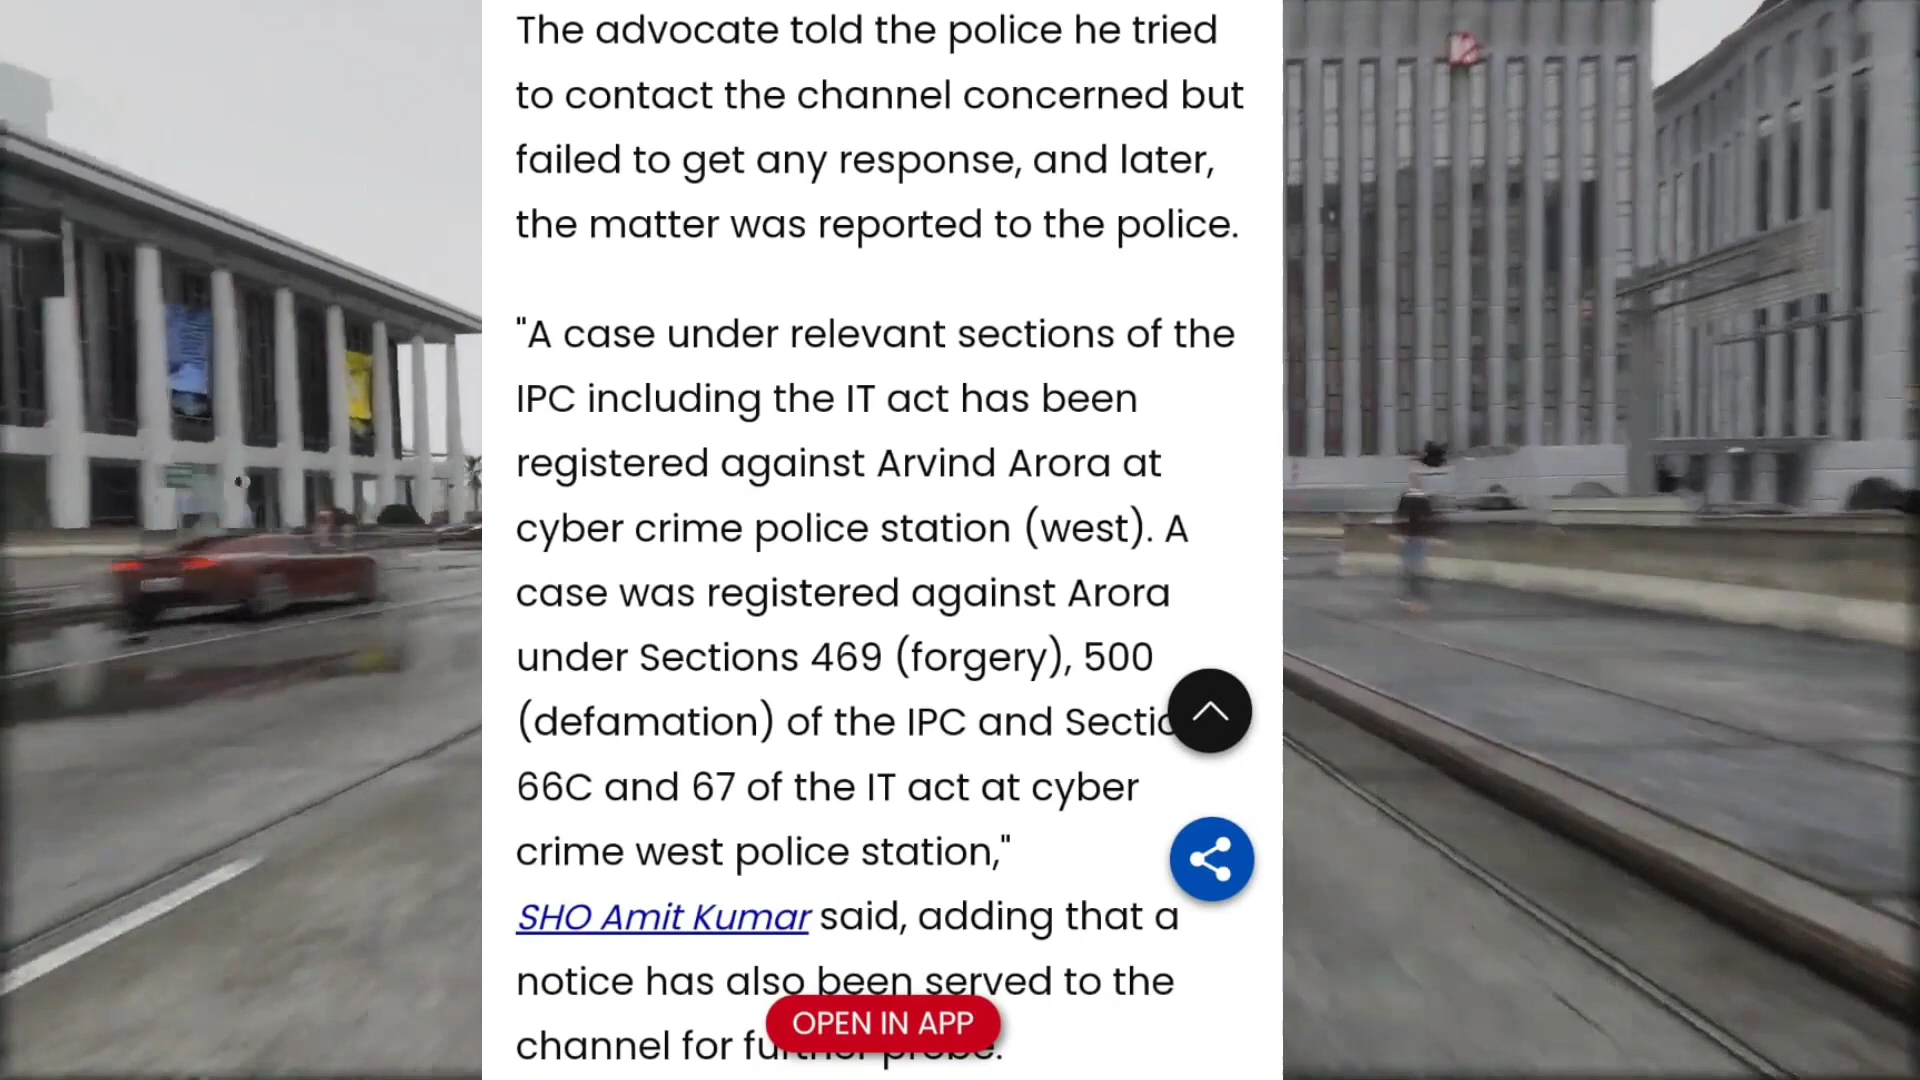 The advocate told the police he tried
to contact the channel concerned but
failed to get any response, and later,
the matter was reported to the police.
"A case under relevant sections of the
IPC including the IT act has been
registered against Arvind Arora at
cyber crime police station (west). A
case was registered against Arora
under Sections 469 (forgery), 500
(defamation) of the IPC and
66C and 67 of the IT act at cyber
crime west police station,"
SHO Amit Kumar said, adding that a
notice has also been served to the
OPEN IN APP
channel for further probe.